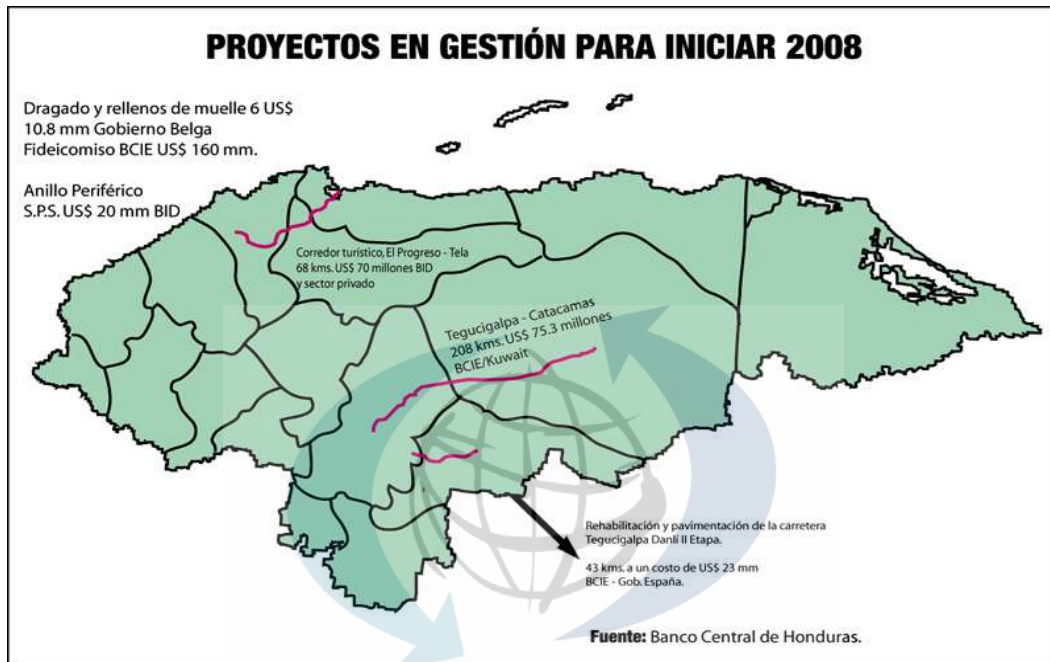 PROYECTOS EN GESTIÓN PARA INICIAR 2008
Dragado y rellenos de muelle 6 US$
10.8 mm Gobierno Belga
Fideicomiso BCIE US$ 160 mm.
Anillo Periférico
S.P.S. US$ 20 mm BID
Corredor turístico, El Progreso - Tela
68 kms. US$ 70 millones BID
y sector privado
Tegucigalpa - Catacamas
208 kms. US$ 75.3 millones
BCIE/Kuwait
Rehabilitación y pavimentación de la carretera
Tegucigalpa Danlí II Etapa.
43 kms. a un costo de US$ 23 mm
BCIE - Gob. España.
Fuente: Banco Central de Honduras.